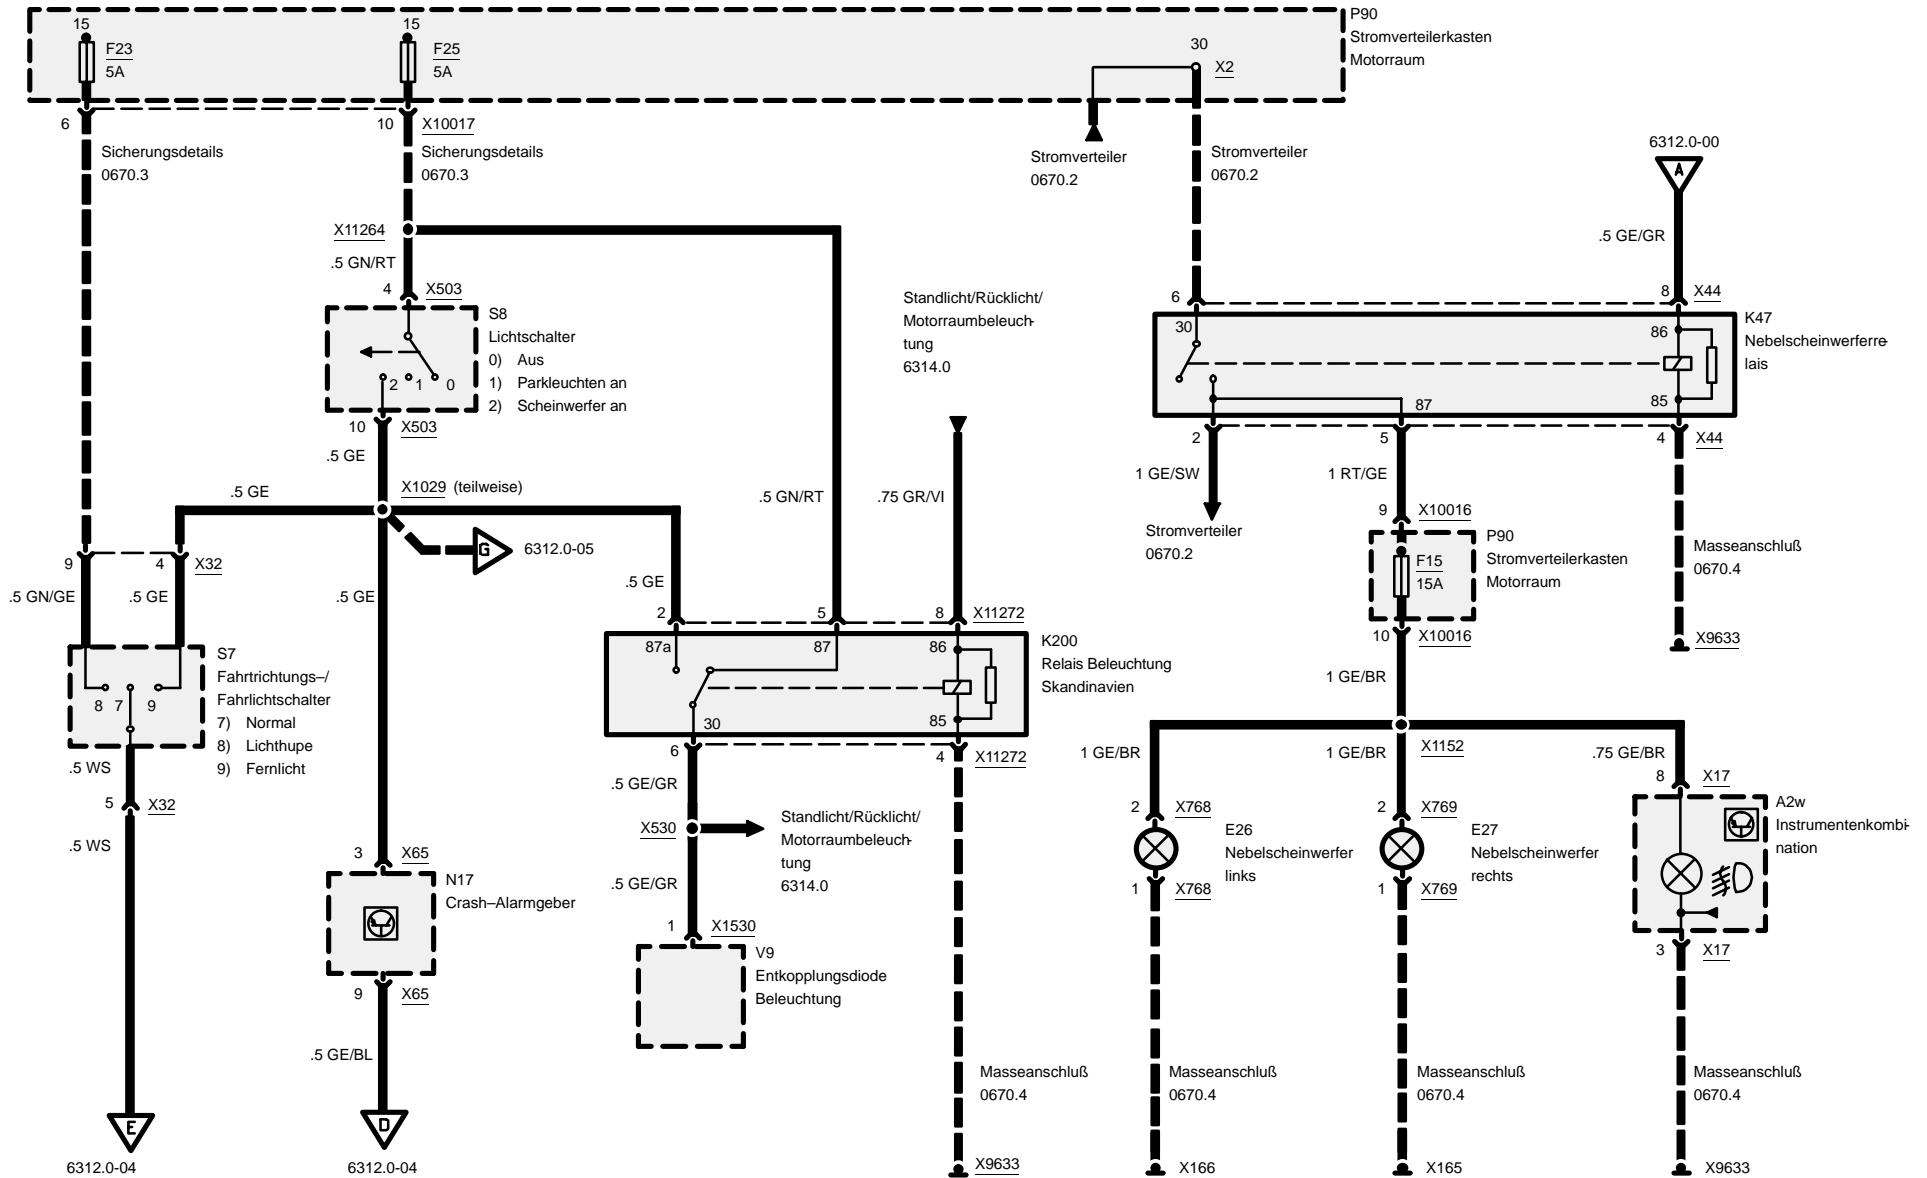 15
F23
5A
15
F25
5A
30
X2
P90
Stromverteilerkasten
Motorraum
6
10
X10017
Sicherungsdetails
0670.3
Sicherungsdetails
0670.3
Stromverteiler
0670.2
Stromverteiler
0670.2
6312.0-00
A
.5 GE/GR
X11264
.5 GN/RT
4
X503
S8
Lichtschalter
0) Aus
1) Parkleuchten an
2) Scheinwerfer an
2
1
0
10
X503
.5 GE
Standlicht/Rücklicht/
Motorraumbeleuch-
tung
6314.0
6
8
X44
30
86
85
87
K47
Nebelscheinwerferre-
lais
2
5
4
X44
1 GE/SW
1 RT/GE
Stromverteiler
0670.2
9
X10016
P90
Stromverteilerkasten
Motorraum
F15
15A
10
X10016
1 GE/BR
Masseanschluß
0670.4
X9633
.5 GE
X1029 (teilweise)
G
6312.0-05
.5 GN/RT
.75 GR/VI
9
4
X32
.5 GN/GE
.5 GE
.5 GE
.5 GE
2
5
8
X11272
87a
87
86
30
85
K200
Relais Beleuchtung
Skandinavien
S7
Fahrtrichtungs–/
Fahrlichtschalter
7) Normal
8) Lichthupe
9) Fernlicht
8
7
9
.5 WS
5
X32
.5 WS
6
4
X11272
.5 GE/GR
X530
Standlicht/Rücklicht/
Motorraumbeleuch-
tung
6314.0
.5 GE/GR
1
X1530
V9
Entkopplungsdiode
Beleuchtung
3
X65
N17
Crash–Alarmgeber
9
X65
.5 GE/BL
1 GE/BR
1 GE/BR
X1152
.75 GE/BR
8
X17
2
X768
E26
Nebelscheinwerfer
links
1
X768
2
X769
E27
Nebelscheinwerfer
rechts
1
X769
A2w
Instrumentenkombi-
nation
3
X17
Masseanschluß
0670.4
Masseanschluß
0670.4
Masseanschluß
0670.4
Masseanschluß
0670.4
E
6312.0-04
D
6312.0-04
X9633
X166
X165
X9633